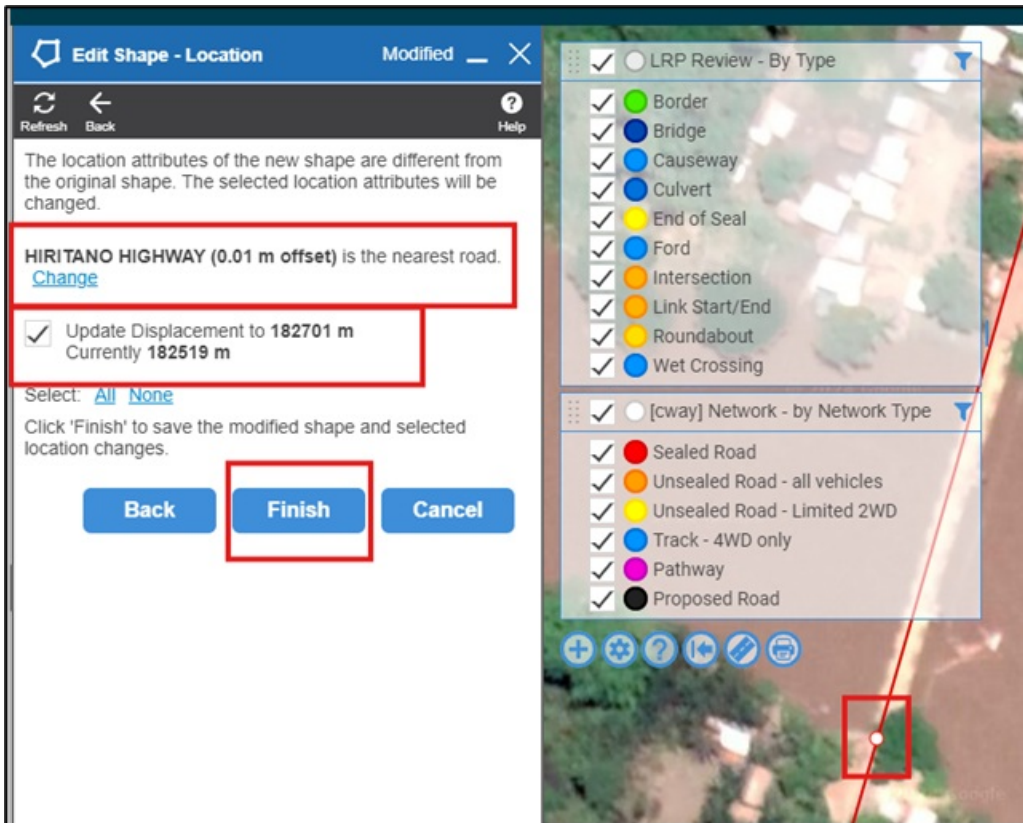 Edit Shape - Location
Modified
Refresh
Back
Help
The location attributes of the new shape are different from
the original shape. The selected location attributes will be
changed.
HIRITANO HIGHWAY (0.01 m offset) is the nearest road.
Change
Update Displacement to 182701 m
Currently 182519 m
Select: All None
Click 'Finish' to save the modified shape and selected
location changes.
Back
Finish
Cancel
LRP Review - By Type
Border
Bridge
Causeway
Culvert
End of Seal
Ford
Intersection
Link Start/End
Roundabout
Wet Crossing
[cway] Network - by Network Type
Sealed Road
Unsealed Road - all vehicles
Unsealed Road - Limited 2WD
Track - 4WD only
Pathway
Proposed Road